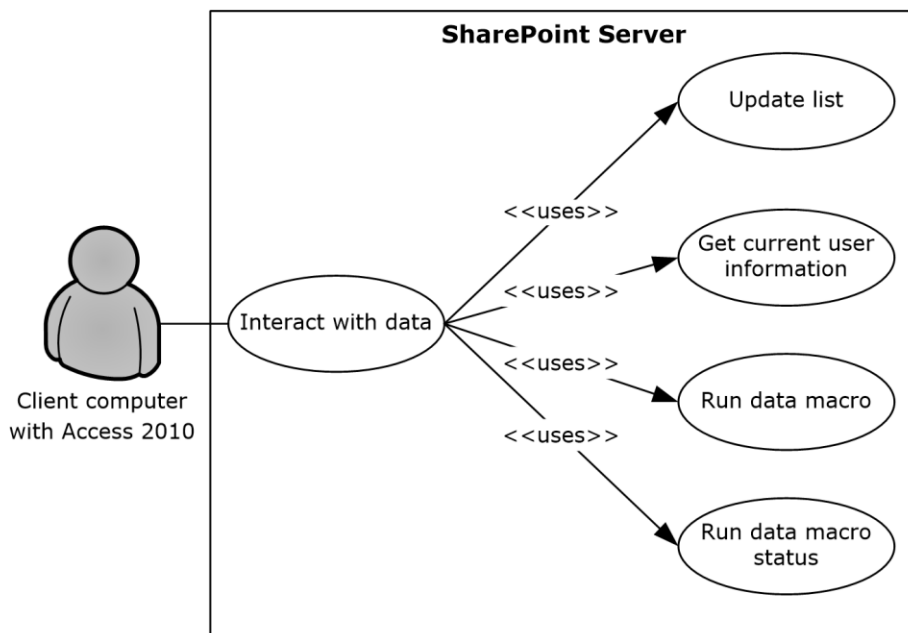 SharePoint Server
Update list
<<uses>>
Get current user
information
<<uses>>
Interact with data
<<uses>>
Run data macro
Client computer
with Access 2010
<<uses>>
Run data macro
status